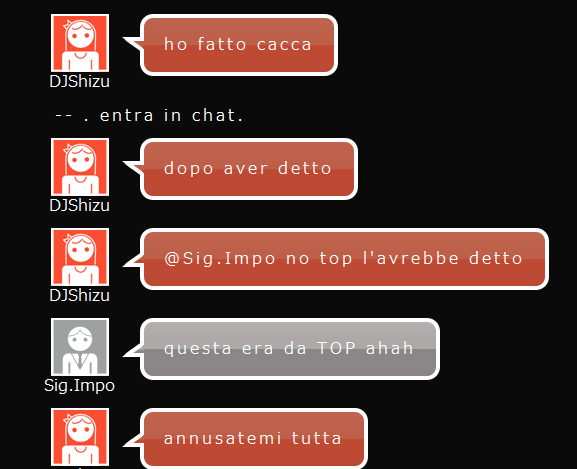 ho fatto cacca
DJShizu
-- . entra in chat.
dopo aver detto
DJShizu
@Sig.Impo no top l'avrebbe detto
DJShizu
questa era da TOP ahah
Sig.Impo
annusatemi tutta